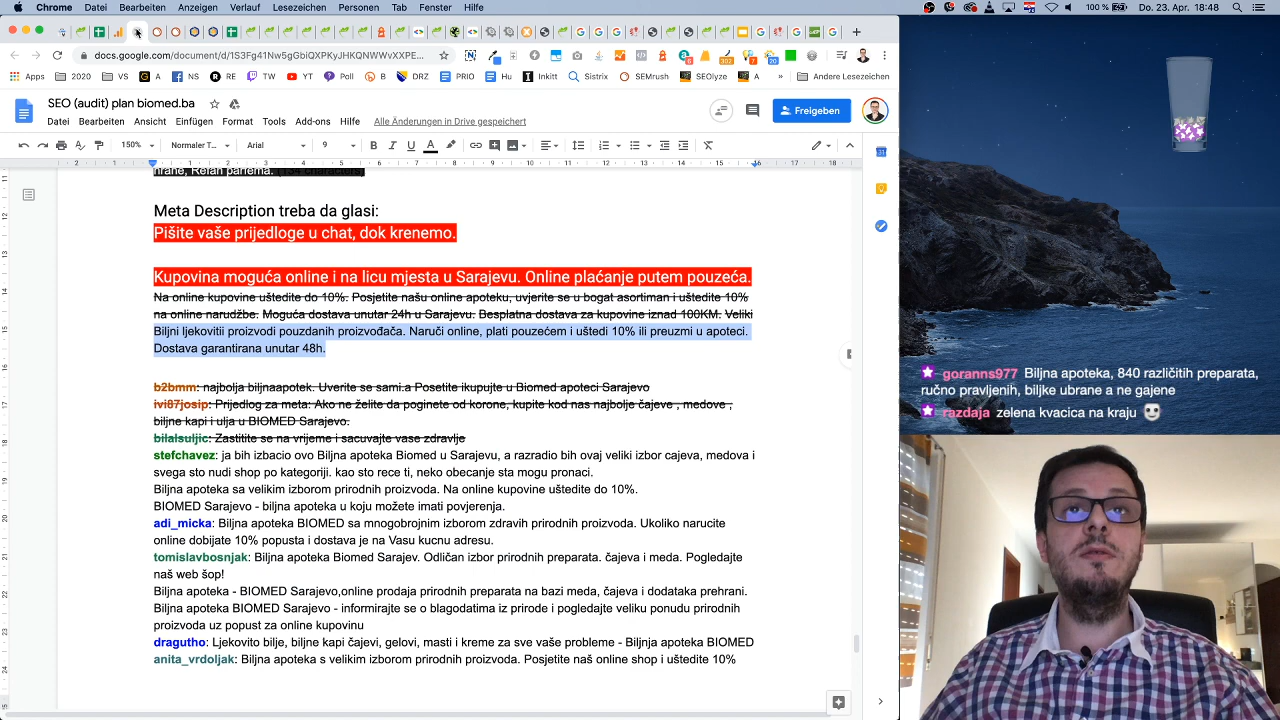 Chrome Datei Bearbeiten Anzeigen Verlauf Lesezeichen Personen Tab Fenster Hilfe
100% Do. 23. Apr. 18:48
docs.google.com/document/d/1S3Fg41Nw5gGbiQXPKyJHKQNWWvXXPE...
Apps 2020 VS A NS RE TW YT Poll B DRZ PRIO Hu Inkitt Sistrix SEMrush SEOlyze A » Andere Lesezeichen
SEO (audit) plan biomed.ba
Datei Bearbeiten Ansicht Einfügen Format Tools Add-ons Hilfe Alle Änderungen in Drive gespeichert
Freigeben
150% Normaler T... Arial 9
hrane, Refan parfema. (154 characters)
Meta Description treba da glasi:
Pišite vaše prijedloge u chat, dok krenemo.
Kupovina moguća online i na licu mjesta u Sarajevu. Online plaćanje putem pouzeća.
Na online kupovine uštedite do 10%. Posjetite našu online apoteku, uvjerite se u bogat asortiman i uštedite 10%
na online narudžbe. Moguća dostava unutar 24h u Sarajevu. Besplatna dostava za kupovine iznad 100KM. Veliki
Biljni ljekovitii proizvodi pouzdanih proizvođača. Naruči online, plati pouzećem i uštedi 10% ili preuzmi u apoteci.
Dostava garantirana unutar 48h.
b2bmm: najbolja biljnaapotek. Uverite se sami.a Posetite ikupujte u Biomed apoteci Sarajevo
ivi87josip: Prijedlog za meta: Ako ne želite da poginete od korone, kupite kod nas najbolje čajeve , medove ,
biljne kapi i ulja u BIOMED Sarajevo.
bilalsuljic: Zastitite se na vrijeme i sacuvajte vase zdravlje
stefchavez: ja bih izbacio ovo Biljna apoteka Biomed u Sarajevu, a razradio bih ovaj veliki izbor cajeva, medova i
svega sto nudi shop po kategoriji. kao sto rece ti, neko obecanje sta mogu pronaci.
Biljna apoteka sa velikim izborom prirodnih proizvoda. Na online kupovine uštedite do 10%.
BIOMED Sarajevo - biljna apoteka u koju možete imati povjerenja.
adi_micka: Biljna apoteka BIOMED sa mnogobrojnim izborom zdravih prirodnih proizvoda. Ukoliko narucite
online dobijate 10% popusta i dostava je na Vasu kucnu adresu.
tomislavbosnjak: Biljna apoteka Biomed Sarajev. Odličan izbor prirodnih preparata. čajeva i meda. Pogledajte
naš web šop!
Biljna apoteka - BIOMED Sarajevo,online prodaja prirodnih preparata na bazi meda, čajeva i dodataka prehrani.
Biljna apoteka BIOMED Sarajevo - informirajte se o blagodatima iz prirode i pogledajte veliku ponudu prirodnih
proizvoda uz popust za online kupovinu
dragutho: Ljekovito bilje, biljne kapi čajevi, gelovi, masti i kreme za sve vaše probleme - Biljnja apoteka BIOMED
anita_vrdoljak: Biljna apoteka s velikim izborom prirodnih proizvoda. Posjetite naš online shop i uštedite 10%
goranns977 Biljna apoteka, 840 različitih preparata,
ručno pravljenih, biljke ubrane a ne gajene
razdaja zelena kvacica na kraju